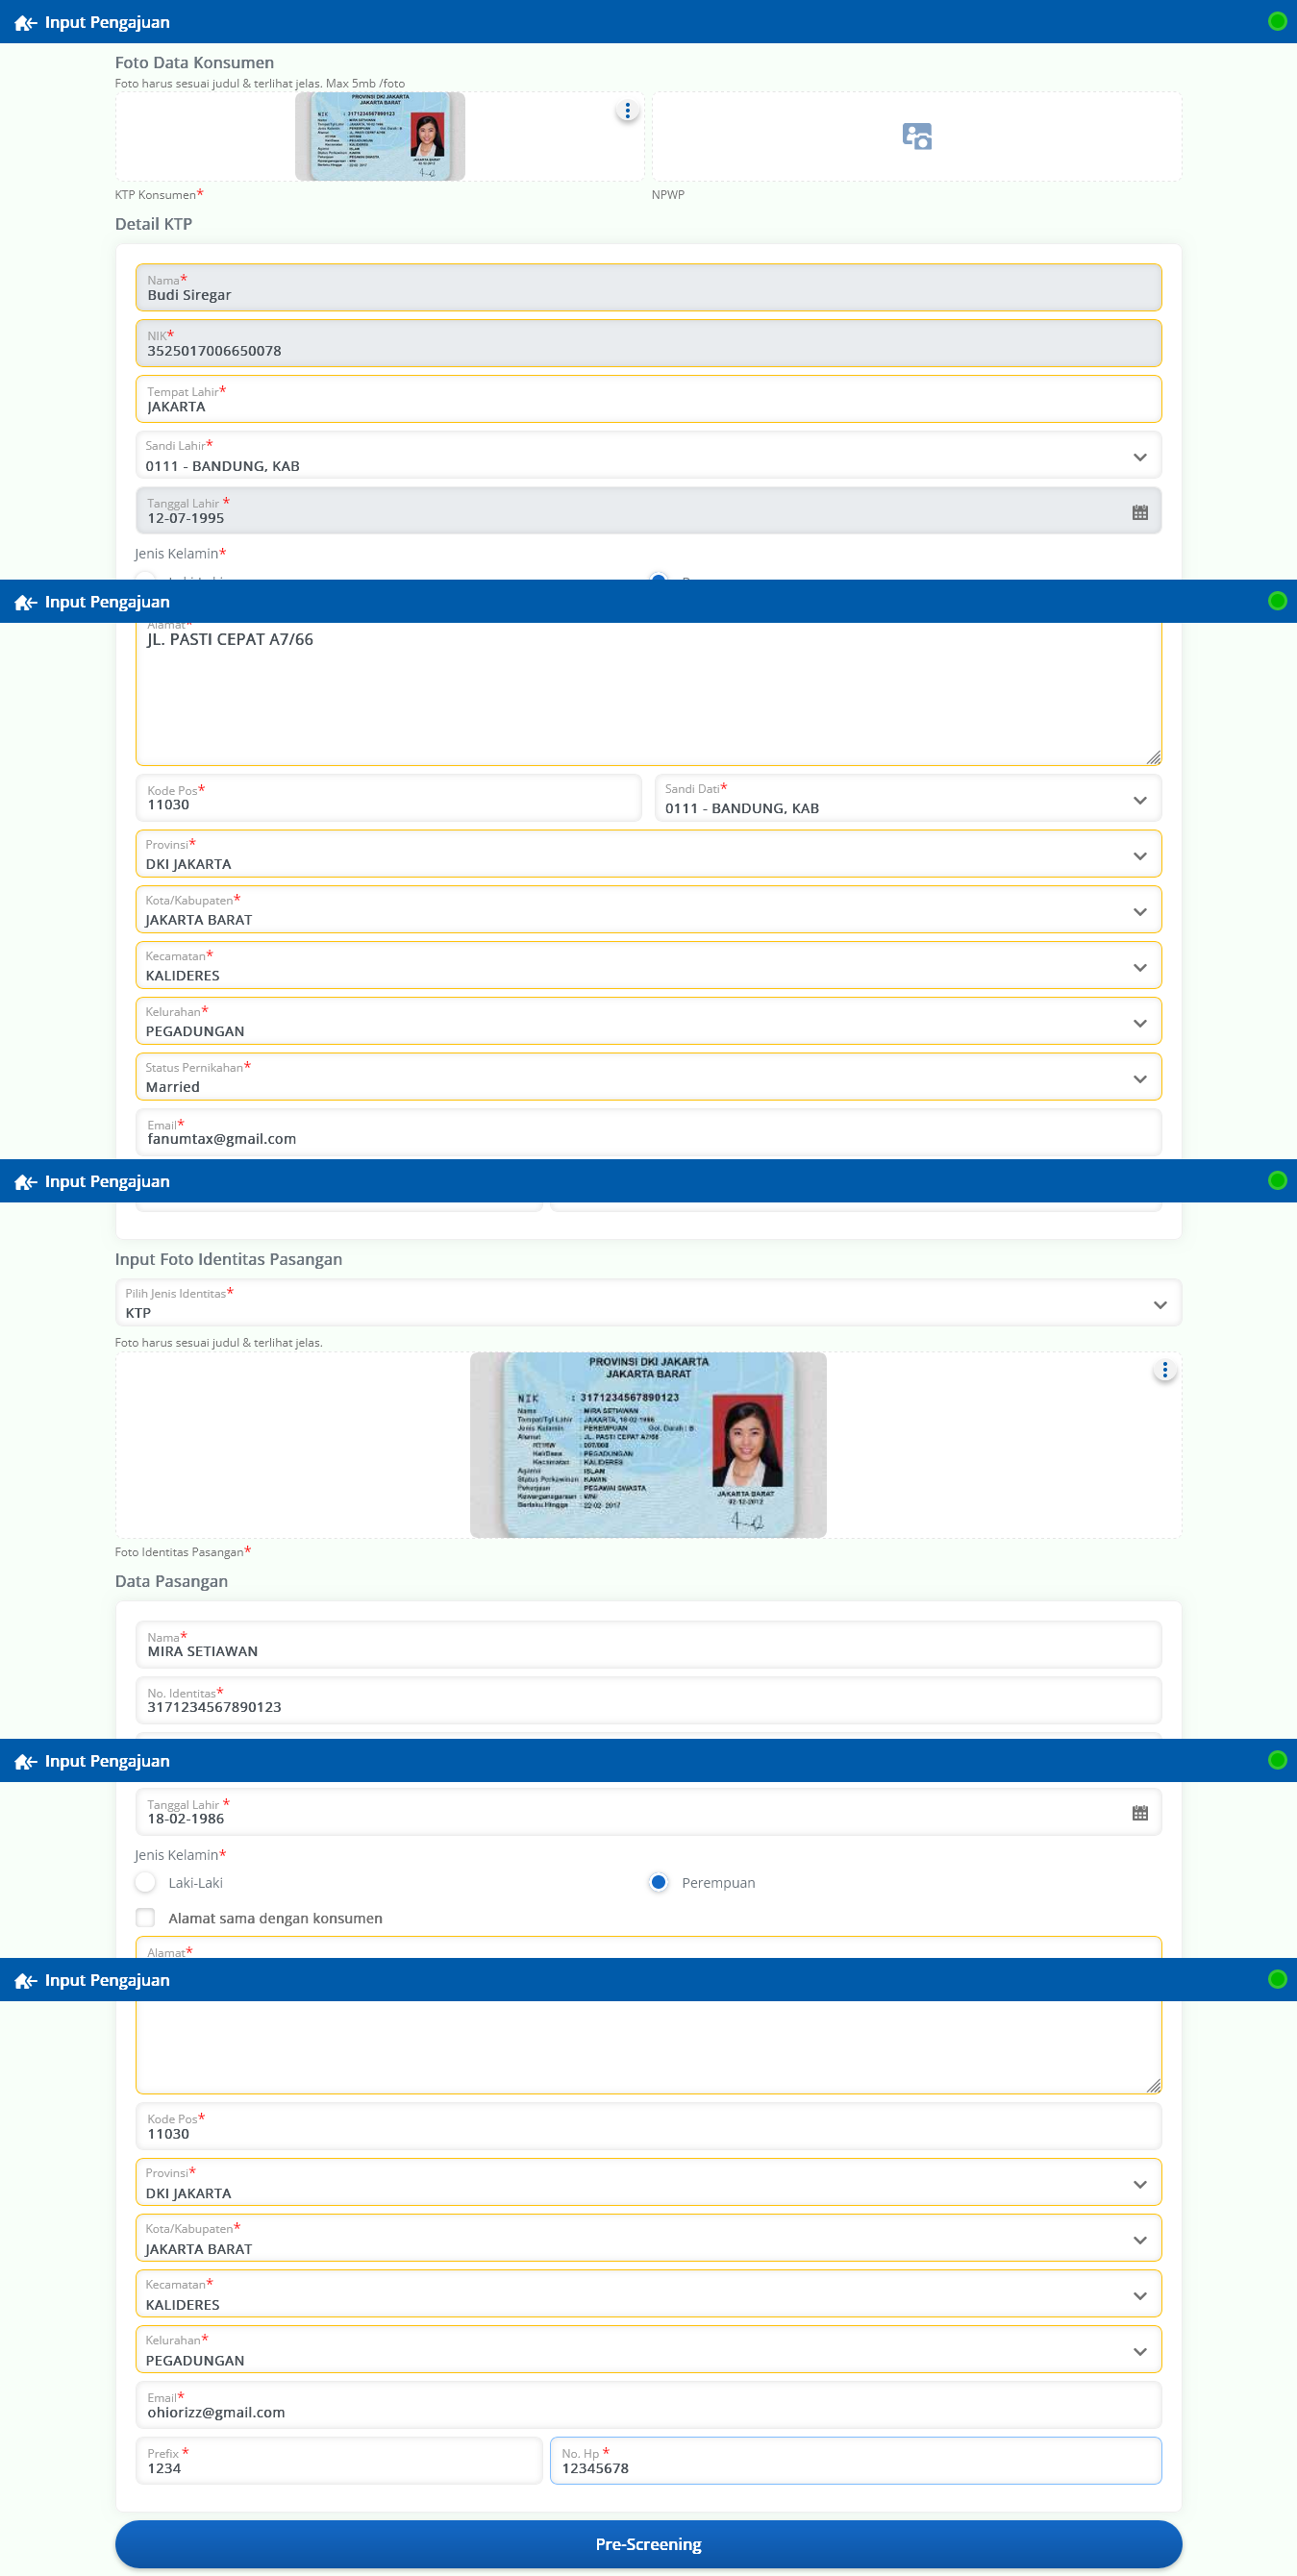 Input Pengajuan
Foto Data Konsumen
Foto harus sesuai judul & terlihat jelas. Max 5mb /foto
PROVINSI DKI JAKARTA
JAKARTA BARAT
NIK : 3171234567890123
KTP Konsumen*
NPWP
Detail KTP
Nama*
Budi Siregar
NIK*
3525017006650078
Tempat Lahir*
JAKARTA
Sandi Lahir*
0111 - BANDUNG, KAB
Tanggal Lahir *
12-07-1995
Jenis Kelamin*
Input Pengajuan
Alamat*
JL. PASTI CEPAT A7/66
Kode Pos*
11030
Sandi Dati*
0111 - BANDUNG, KAB
Provinsi*
DKI JAKARTA
Kota/Kabupaten*
JAKARTA BARAT
Kecamatan*
KALIDERES
Kelurahan*
PEGADUNGAN
Status Pernikahan*
Married
Email*
fanumtax@gmail.com
Input Pengajuan
Input Foto Identitas Pasangan
Pilih Jenis Identitas*
KTP
Foto harus sesuai judul & terlihat jelas.
PROVINSI DKI JAKARTA
JAKARTA BARAT
NIK : 3171234567890123
Nama : MIRA SETIAWAN
Tempat/Tgl Lahir : JAKARTA, 18-02-1986
Jenis Kelamin : PEREMPUAN Gol. Darah : B
Alamat : JL. PASTI CEPAT A7/66
RT/RW : 007/008
Kel/Desa : PEGADUNGAN
Kecamatan : KALIDERES
Agama : ISLAM
Status Perkawinan : KAWIN
Pekerjaan : PEGAWAI SWASTA
Kewarganegaraan : WNI
Berlaku Hingga : 22-02-2017
JAKARTA BARAT
02-12-2012
Foto Identitas Pasangan*
Data Pasangan
Nama*
MIRA SETIAWAN
No. Identitas*
3171234567890123
Input Pengajuan
Tanggal Lahir *
18-02-1986
Jenis Kelamin*
Laki-Laki
Perempuan
Alamat sama dengan konsumen
Alamat*
Input Pengajuan
Kode Pos*
11030
Provinsi*
DKI JAKARTA
Kota/Kabupaten*
JAKARTA BARAT
Kecamatan*
KALIDERES
Kelurahan*
PEGADUNGAN
Email*
ohiorizz@gmail.com
Prefix *
1234
No. Hp *
12345678
Pre-Screening